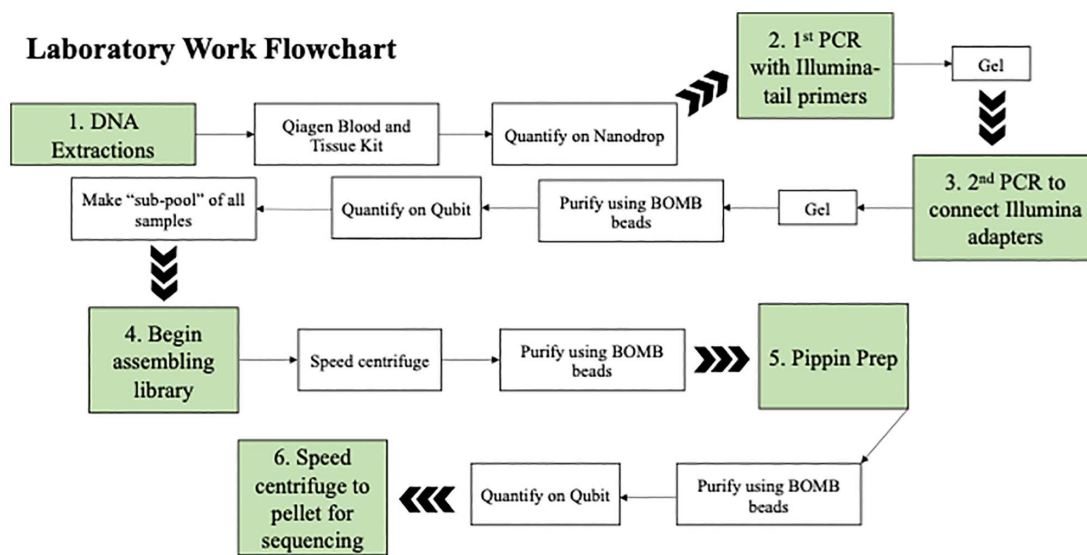 Laboratory Work Flowchart
1. DNA
Extractions
Qiagen Blood and
Tissue Kit
Quantify on Nanodrop
2. 1st PCR
with Illumina-
tail primers
Gel
3. 2nd PCR to
connect Illumina
adapters
Gel
Purify using BOMB
beads
Quantify on Qubit
Make “sub-pool” of all
samples
4. Begin
assembling
library
Speed centrifuge
Purify using BOMB
beads
5. Pippin Prep
Purify using BOMB
beads
Quantify on Qubit
6. Speed
centrifuge to
pellet for
sequencing